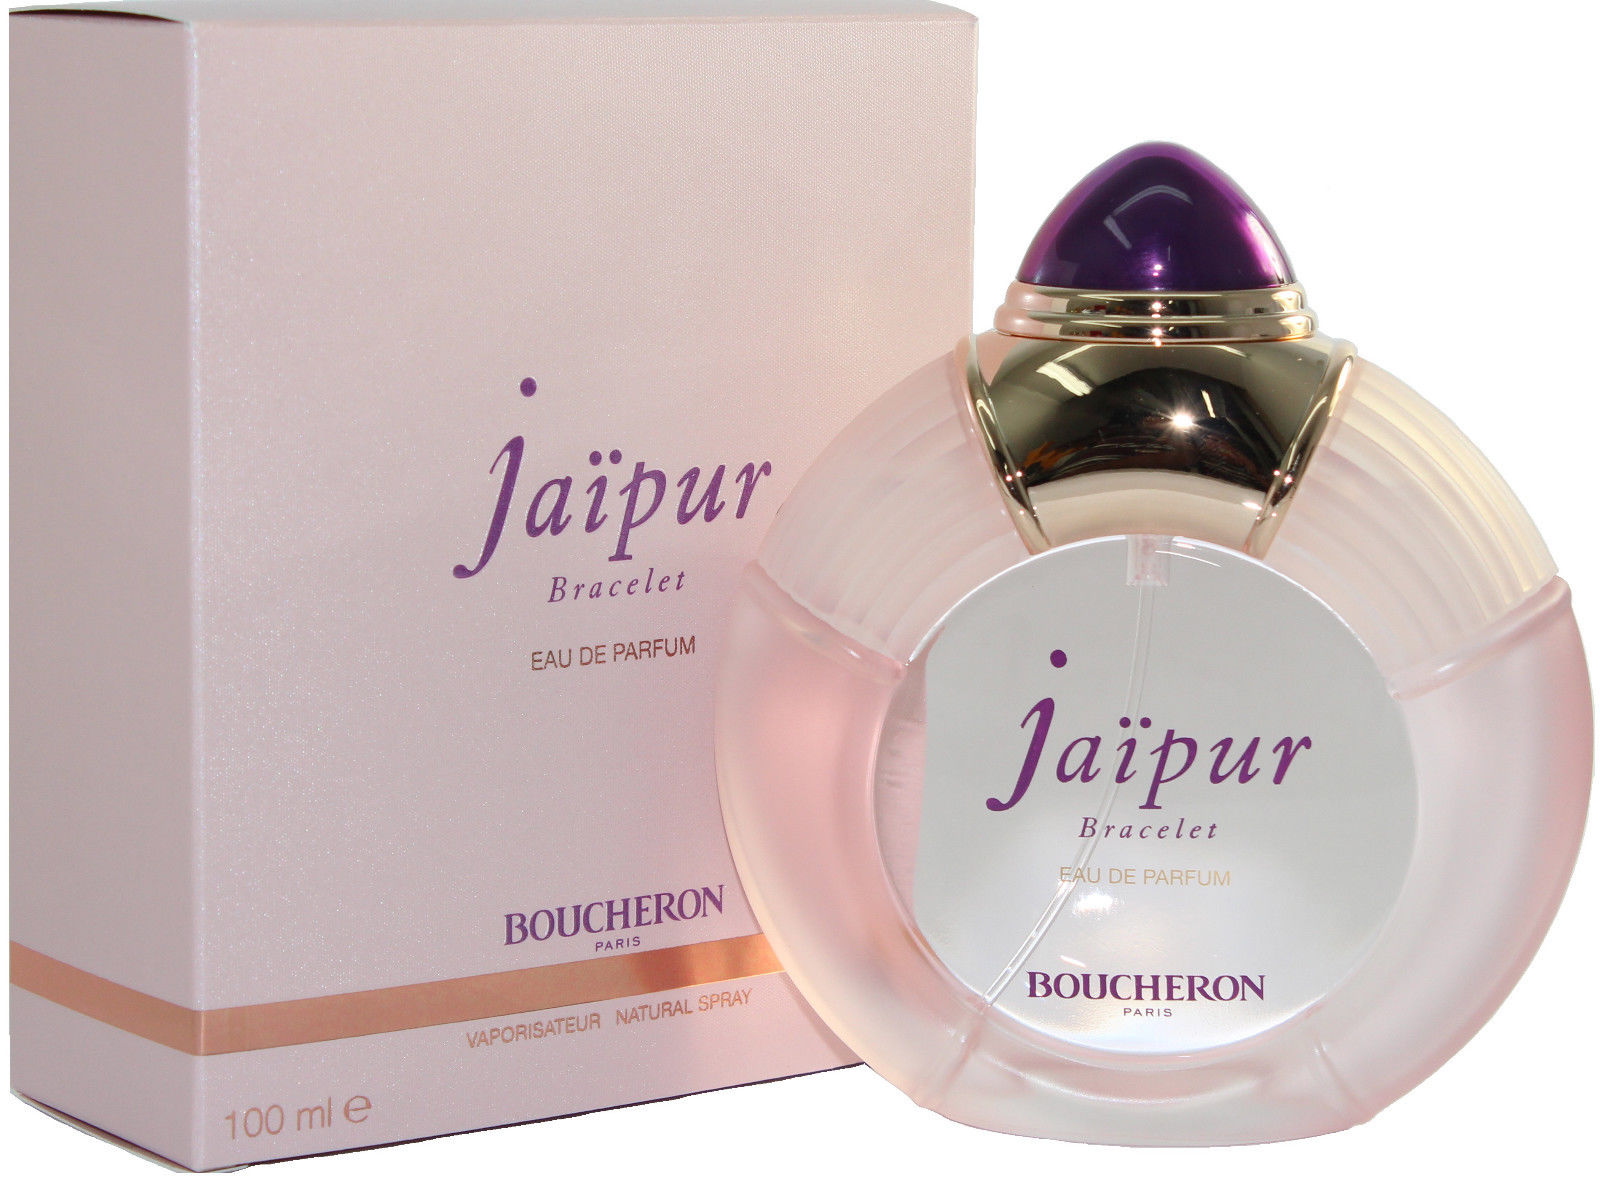 jaïpur
Bracelet
EAU DE PARFUM
BOUCHERON
PARIS
VAPORISATEUR NATURAL SPRAY
100 ml e
jaïpur
Bracelet
EAU DE PARFUM
BOUCHERON
PARIS